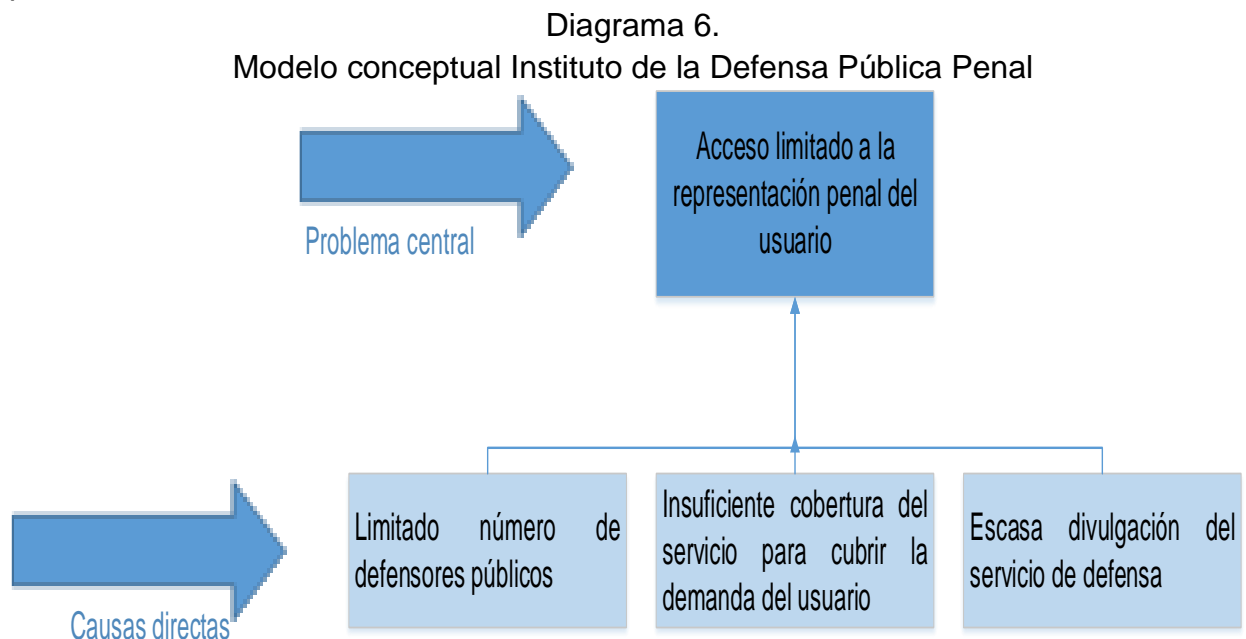 Diagrama 6.
Modelo conceptual Instituto de la Defensa Pública Penal
Acceso limitado a la
representación penal del
usuario
Problema central
Limitado número de
defensores públicos
Insuficiente cobertura del
servicio para cubrir la
demanda del usuario
Escasa divulgación del
servicio de defensa
Causas directas